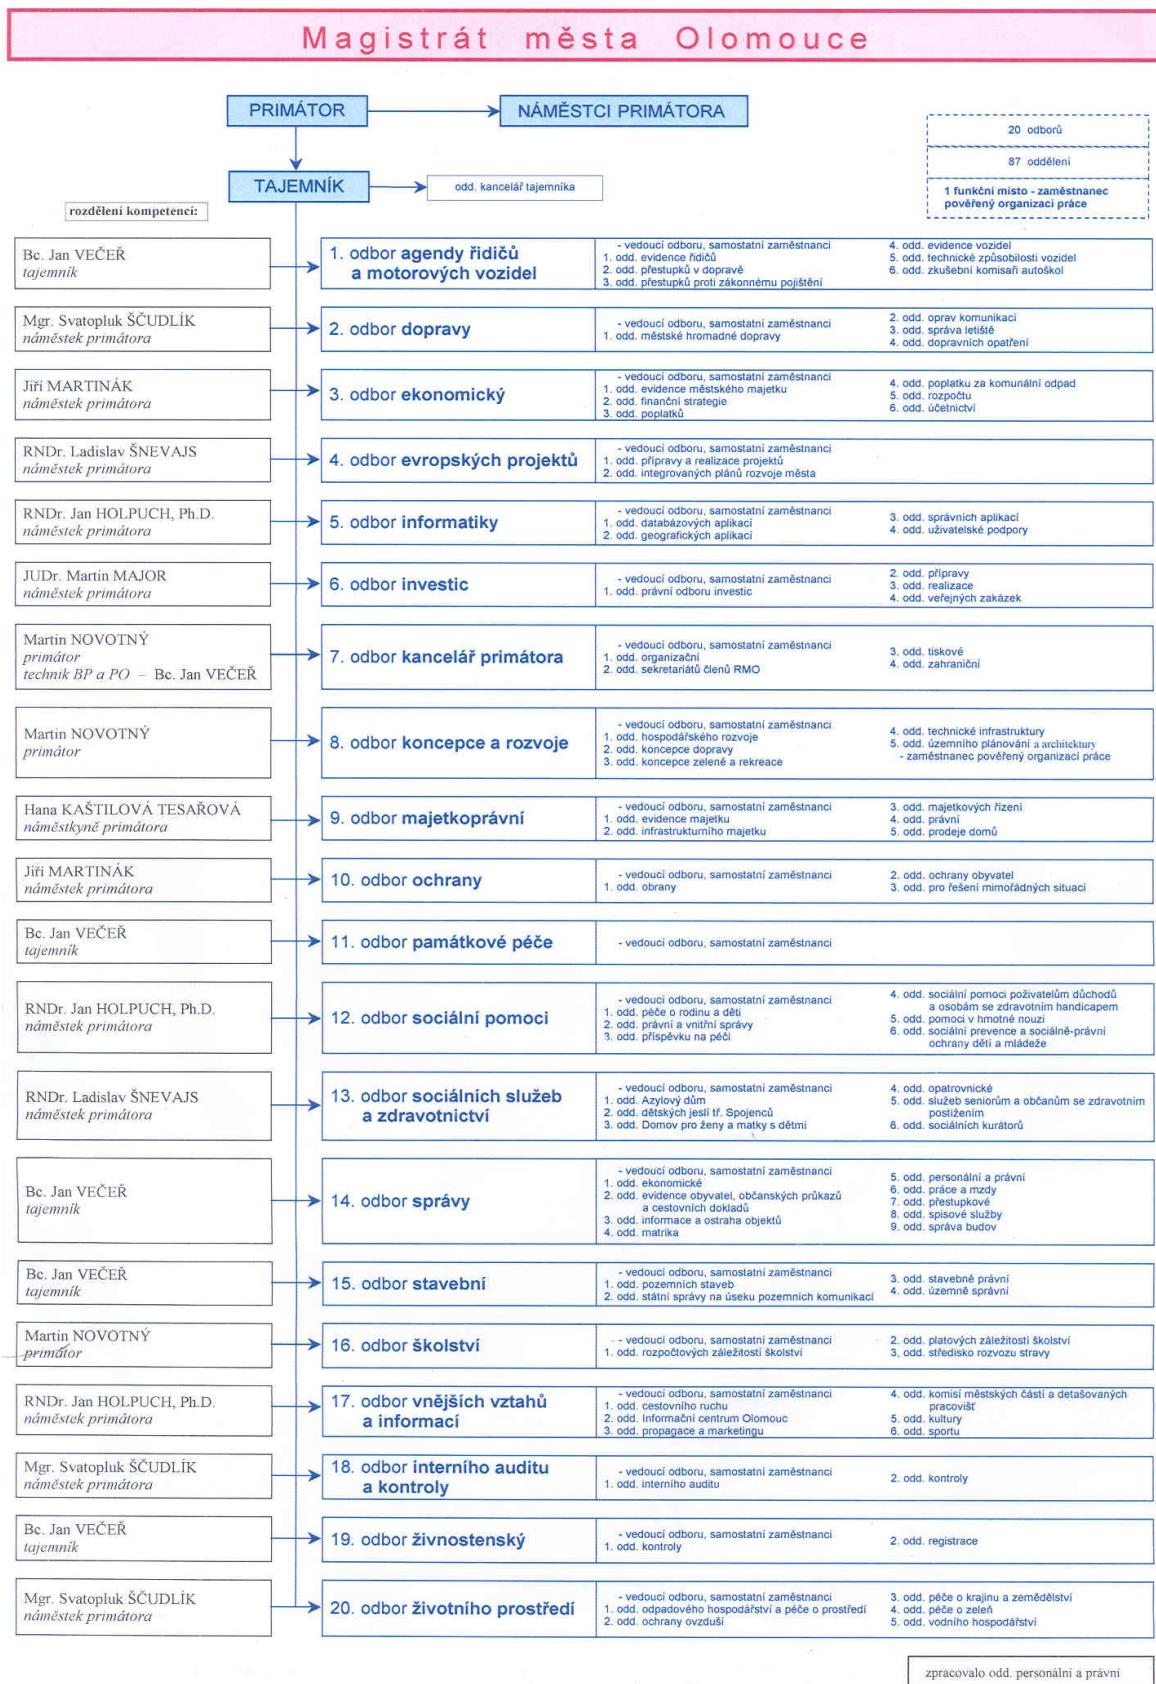 Magistrát města Olomouce
PRIMÁTOR
NÁMĚSTCI PRIMÁTORA
20 odborů
87 oddělení
1 funkční místo - zaměstnanec
pověřený organizací práce
TAJEMNÍK
odd. kancelář tajemníka
rozdělení kompetencí:
Bc. Jan VEČEŘ
tajemník
1. odbor agendy řidičů
a motorových vozidel
- vedoucí odboru, samostatní zaměstnanci
1. odd. evidence řidičů
2. odd. přestupků v dopravě
3. odd. přestupků proti zákonnému pojištění
4. odd. evidence vozidel
5. odd. technické způsobilosti vozidel
6. odd. zkušební komisaři autoškol
Mgr. Svatopluk ŠČUDLÍK
náměstek primátora
2. odbor dopravy
- vedoucí odboru, samostatní zaměstnanci
1. odd. městské hromadné dopravy
2. odd. oprav komunikací
3. odd. správa letiště
4. odd. dopravních opatření
Jiří MARTINÁK
náměstek primátora
3. odbor ekonomický
- vedoucí odboru, samostatní zaměstnanci
1. odd. evidence městského majetku
2. odd. finanční strategie
3. odd. poplatků
4. odd. poplatku za komunální odpad
5. odd. rozpočtu
6. odd. účetnictví
RNDr. Ladislav ŠNEVAJS
náměstek primátora
4. odbor evropských projektů
- vedoucí odboru, samostatní zaměstnanci
1. odd. přípravy a realizace projektů
2. odd. integrovaných plánů rozvoje města
RNDr. Jan HOLPUCH, Ph.D.
náměstek primátora
5. odbor informatiky
- vedoucí odboru, samostatní zaměstnanci
1. odd. databázových aplikací
2. odd. geografických aplikací
3. odd. správních aplikací
4. odd. uživatelské podpory
JUDr. Martin MAJOR
náměstek primátora
6. odbor investic
- vedoucí odboru, samostatní zaměstnanci
1. odd. právní odboru investic
2. odd. přípravy
3. odd. realizace
4. odd. veřejných zakázek
Martin NOVOTNÝ
primátor
technik BP a PO – Bc. Jan VEČEŘ
7. odbor kancelář primátora
- vedoucí odboru, samostatní zaměstnanci
1. odd. organizační
2. odd. sekretariátů členů RMO
3. odd. tiskové
4. odd. zahraniční
Martin NOVOTNÝ
primátor
8. odbor koncepce a rozvoje
- vedoucí odboru, samostatní zaměstnanci
1. odd. hospodářského rozvoje
2. odd. koncepce dopravy
3. odd. koncepce zeleně a rekreace
4. odd. technické infrastruktury
5. odd. územního plánování a architektury
- zaměstnanec pověřený organizací práce
Hana KAŠTILOVÁ TESAŘOVÁ
náměstkyně primátora
9. odbor majetkoprávní
- vedoucí odboru, samostatní zaměstnanci
1. odd. evidence majetku
2. odd. infrastrukturního majetku
3. odd. majetkových řízení
4. odd. právní
5. odd. prodeje domů
Jiří MARTINÁK
náměstek primátora
10. odbor ochrany
- vedoucí odboru, samostatní zaměstnanci
1. odd. obrany
2. odd. ochrany obyvatel
3. odd. pro řešení mimořádných situací
Bc. Jan VEČEŘ
tajemník
11. odbor památkové péče
- vedoucí odboru, samostatní zaměstnanci
RNDr. Jan HOLPUCH, Ph.D.
náměstek primátora
12. odbor sociální pomoci
- vedoucí odboru, samostatní zaměstnanci
1. odd. péče o rodinu a děti
2. odd. právní a vnitřní správy
3. odd. příspěvku na péči
4. odd. sociální pomoci poživatelům důchodů
a osobám se zdravotním handicapem
5. odd. pomoci v hmotné nouzi
6. odd. sociální prevence a sociálně-právní
ochrany dětí a mládeže
RNDr. Ladislav ŠNEVAJS
náměstek primátora
13. odbor sociálních služeb
a zdravotnictví
- vedoucí odboru, samostatní zaměstnanci
1. odd. Azylový dům
2. odd. dětských jeslí tř. Spojenců
3. odd. Domov pro ženy a matky s dětmi
4. odd. opatrovnické
5. odd. služeb seniorům a občanům se zdravotním
postižením
6. odd. sociálních kurátorů
Bc. Jan VEČEŘ
tajemník
14. odbor správy
- vedoucí odboru, samostatní zaměstnanci
1. odd. ekonomické
2. odd. evidence obyvatel, občanských průkazů
a cestovních dokladů
3. odd. informace a ostraha objektů
4. odd. matrika
5. odd. personální a právní
6. odd. práce a mzdy
7. odd. přestupkové
8. odd. spisové služby
9. odd. správa budov
Bc. Jan VEČEŘ
tajemník
15. odbor stavební
- vedoucí odboru, samostatní zaměstnanci
1. odd. pozemních staveb
2. odd. státní správy na úseku pozemních komunikací
3. odd. stavebně právní
4. odd. územně správní
Martin NOVOTNÝ
primátor
16. odbor školství
- vedoucí odboru, samostatní zaměstnanci
1. odd. rozpočtových záležitostí školství
2. odd. platových záležitostí školství
3. odd. středisko rozvozu stravy
RNDr. Jan HOLPUCH, Ph.D.
náměstek primátora
17. odbor vnějších vztahů
a informací
- vedoucí odboru, samostatní zaměstnanci
1. odd. cestovního ruchu
2. odd. Informační centrum Olomouc
3. odd. propagace a marketingu
4. odd. komisí městských částí a detašovaných
pracovišť
5. odd. kultury
6. odd. sportu
Mgr. Svatopluk ŠČUDLÍK
náměstek primátora
18. odbor interního auditu
a kontroly
- vedoucí odboru, samostatní zaměstnanci
1. odd. interního auditu
2. odd. kontroly
Bc. Jan VEČEŘ
tajemník
19. odbor živnostenský
- vedoucí odboru, samostatní zaměstnanci
1. odd. kontroly
2. odd. registrace
Mgr. Svatopluk ŠČUDLÍK
náměstek primátora
20. odbor životního prostředí
- vedoucí odboru, samostatní zaměstnanci
1. odd. odpadového hospodářství a péče o prostředí
2. odd. ochrany ovzduší
3. odd. péče o krajinu a zemědělství
4. odd. péče o zeleň
5. odd. vodního hospodářství
zpracovalo odd. personální a právní